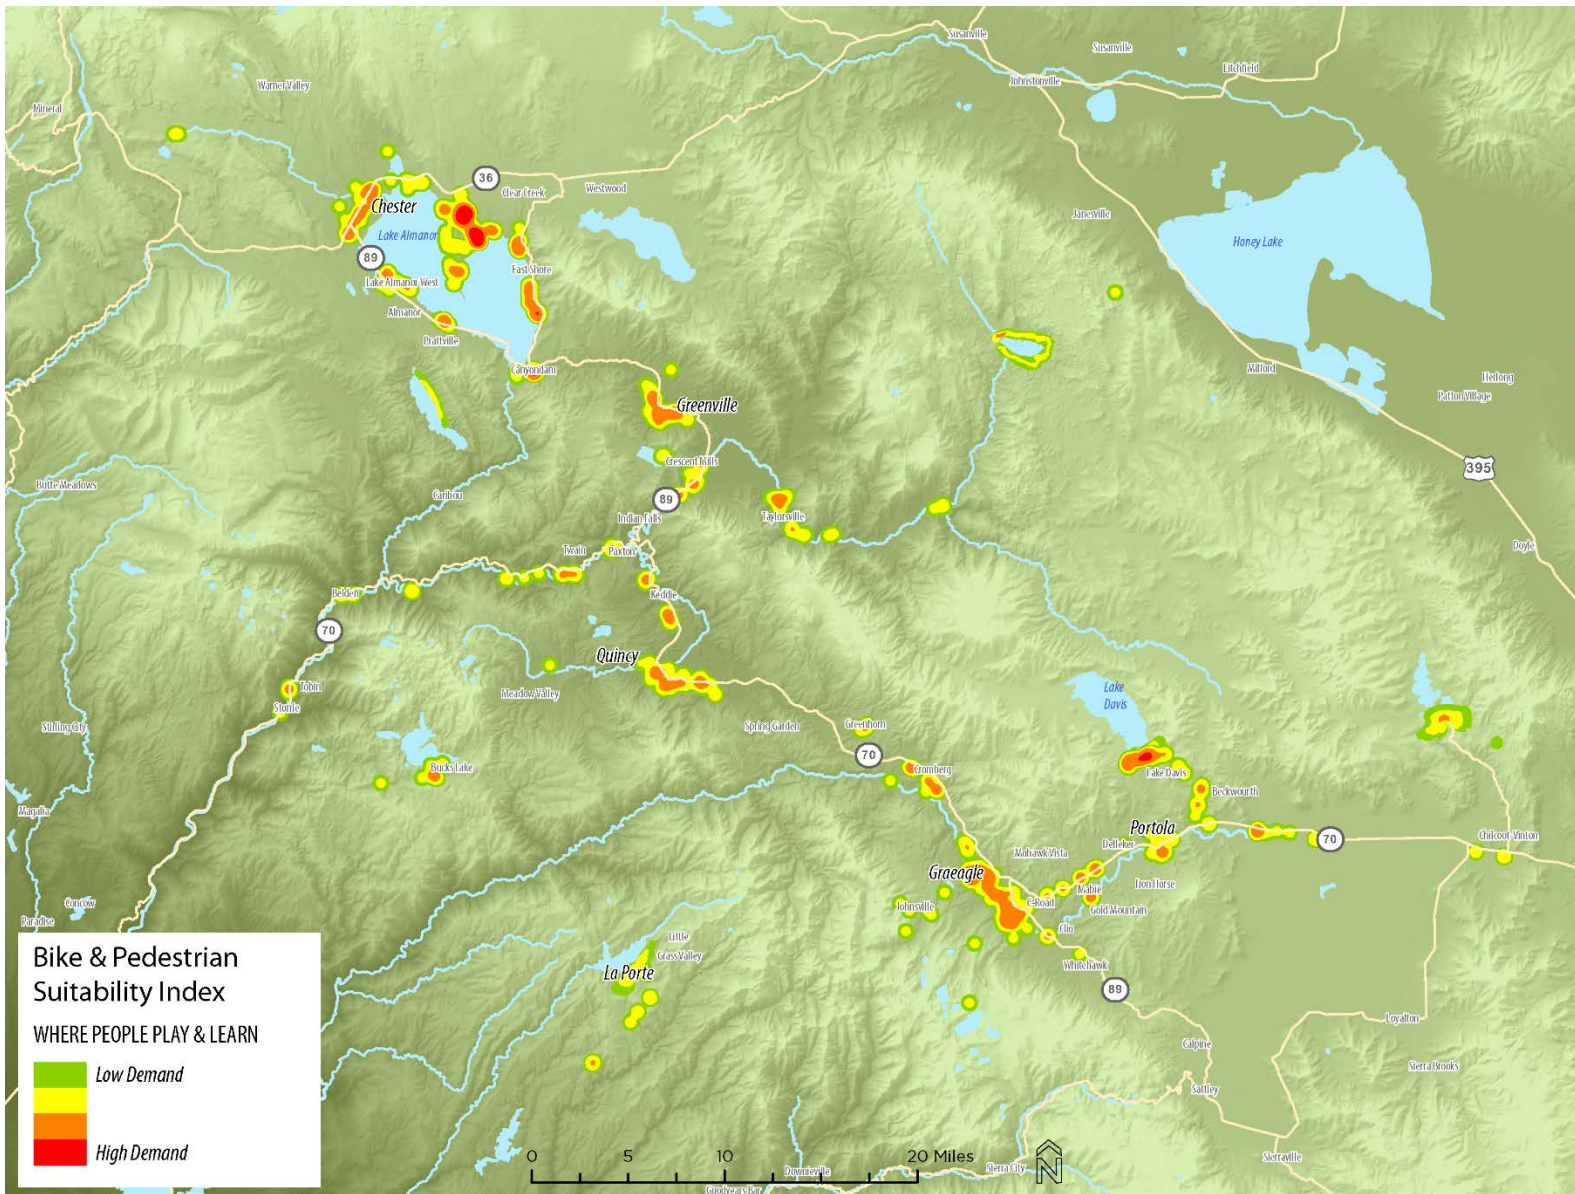 Susanville
Susanville
Litchfield
Johnstonville
Warner Valley
Mineral
36
Clear Creek
Westwood
Chester
Janesville
Lake Almanor
Honey Lake
89
East Shore
Lake Almanor West
Almanor
Prattville
Canyondam
Milford
Herlong
Patton Village
Greenville
Crescent Mills
395
Butte Meadows
Caribou
89
Indian Falls
Taylorsville
Twain
Paxton
Doyle
Belden
Keddie
70
Quincy
Tobin
Meadow Valley
Lake
Davis
Storrie
Stirling City
Spring Garden
Greenhorn
70
Bucks Lake
Cromberg
Lake Davis
Beckwourth
Magalia
Portola
70
Chilcoot-Vinton
Delleker
Mohawk Vista
Graeagle
Iron Horse
Mabie
Concow
Johnsville
C-Road
Gold Mountain
Paradise
Clio
Little
Grass Valley
Whitehawk
La Porte
89
Loyalton
Calpine
Sierra Brooks
Sattley
Sierraville
Sierra City
Downieville
Goodyears Bar
Bike & Pedestrian
Suitability Index
WHERE PEOPLE PLAY & LEARN
Low Demand
High Demand
0 5 10 20 Miles
N